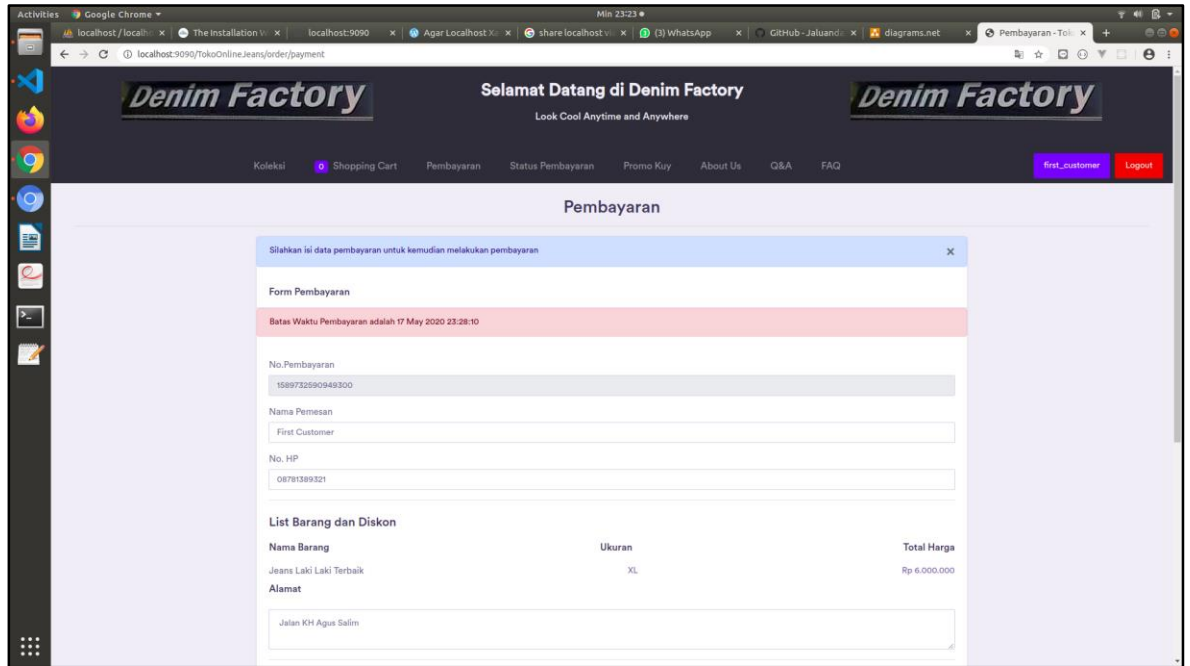 Activities Google Chrome Min 23:23
localhost / localh The Installation W localhost:9090 Agar Localhost Xa share localhost vi (3) WhatsApp GitHub - Jaluanda diagrams.net Pembayaran - Tok
localhost:9090/TokoOnlineJeans/order/payment
Denim Factory Selamat Datang di Denim Factory Denim Factory
Look Cool Anytime and Anywhere
Koleksi 0 Shopping Cart Pembayaran Status Pembayaran Promo Kuy About Us Q&A FAQ first_customer Logout
Pembayaran
Silahkan isi data pembayaran untuk kemudian melakukan pembayaran ×
Form Pembayaran
Batas Waktu Pembayaran adalah 17 May 2020 23:28:10
No.Pembayaran
1589732590949300
Nama Pemesan
First Customer
No. HP
08781389321
List Barang dan Diskon
Nama Barang Ukuran Total Harga
Jeans Laki Laki Terbaik XL Rp 6.000.000
Alamat
Jalan KH Agus Salim